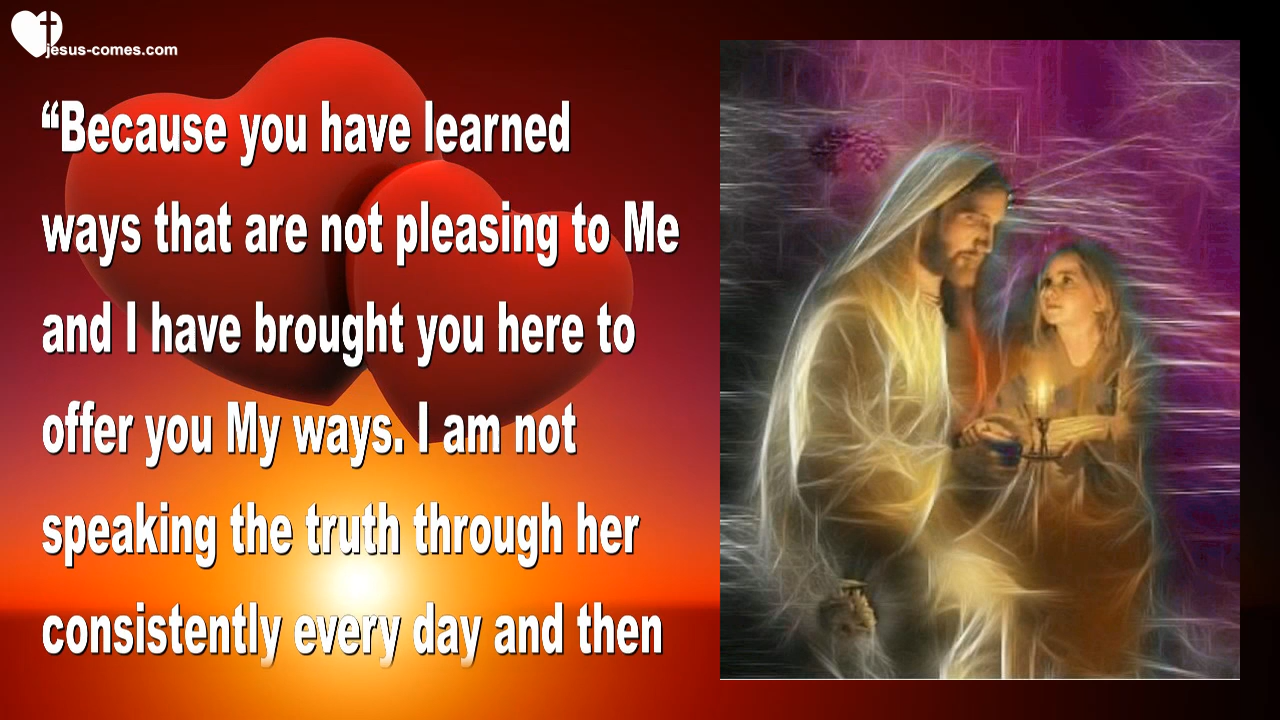 jesus-comes.com
“Because you have learned
ways that are not pleasing to Me
and I have brought you here to
offer you My ways. I am not
speaking the truth through her
consistently every day and then